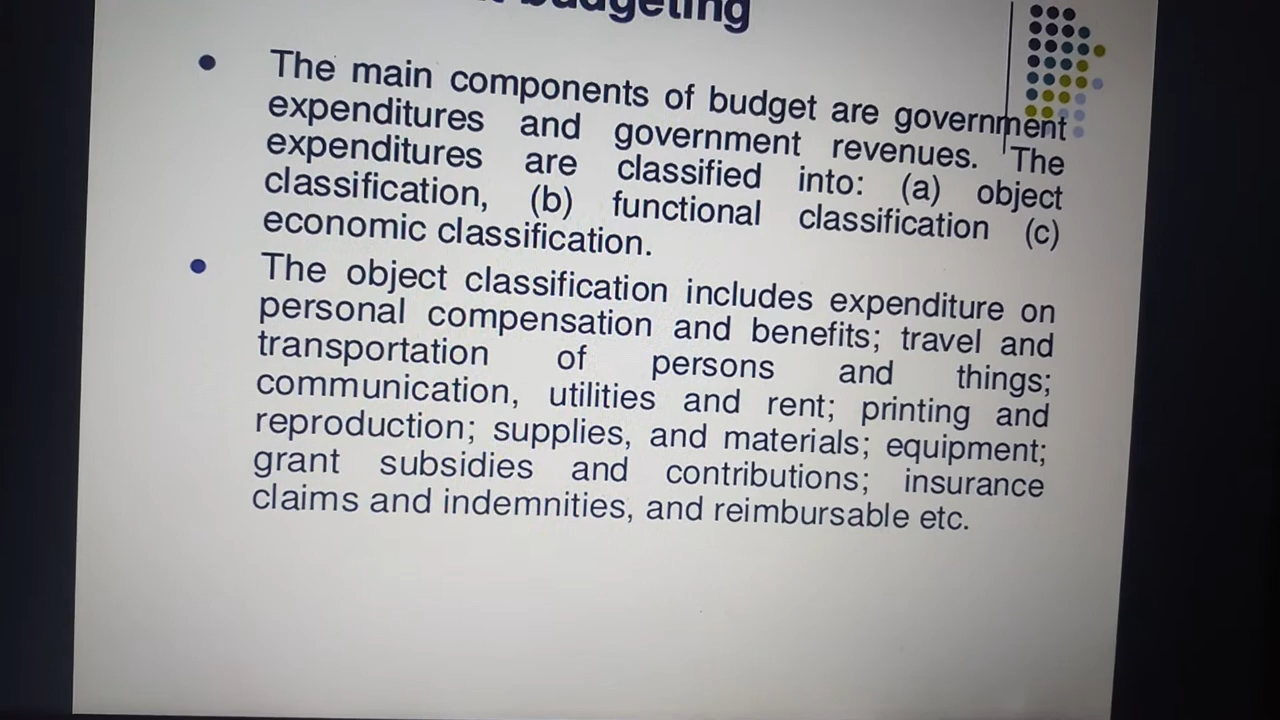 budgeting
The main components of budget are government
expenditures and government revenues. The
expenditures are classified into: (a) object
classification, (b) functional classification (c)
economic classification.
The object classification includes expenditure on
personal compensation and benefits; travel and
transportation of persons and things;
communication, utilities and rent; printing and
reproduction; supplies, and materials; equipment;
grant subsidies and contributions; insurance
claims and indemnities, and reimbursable etc.